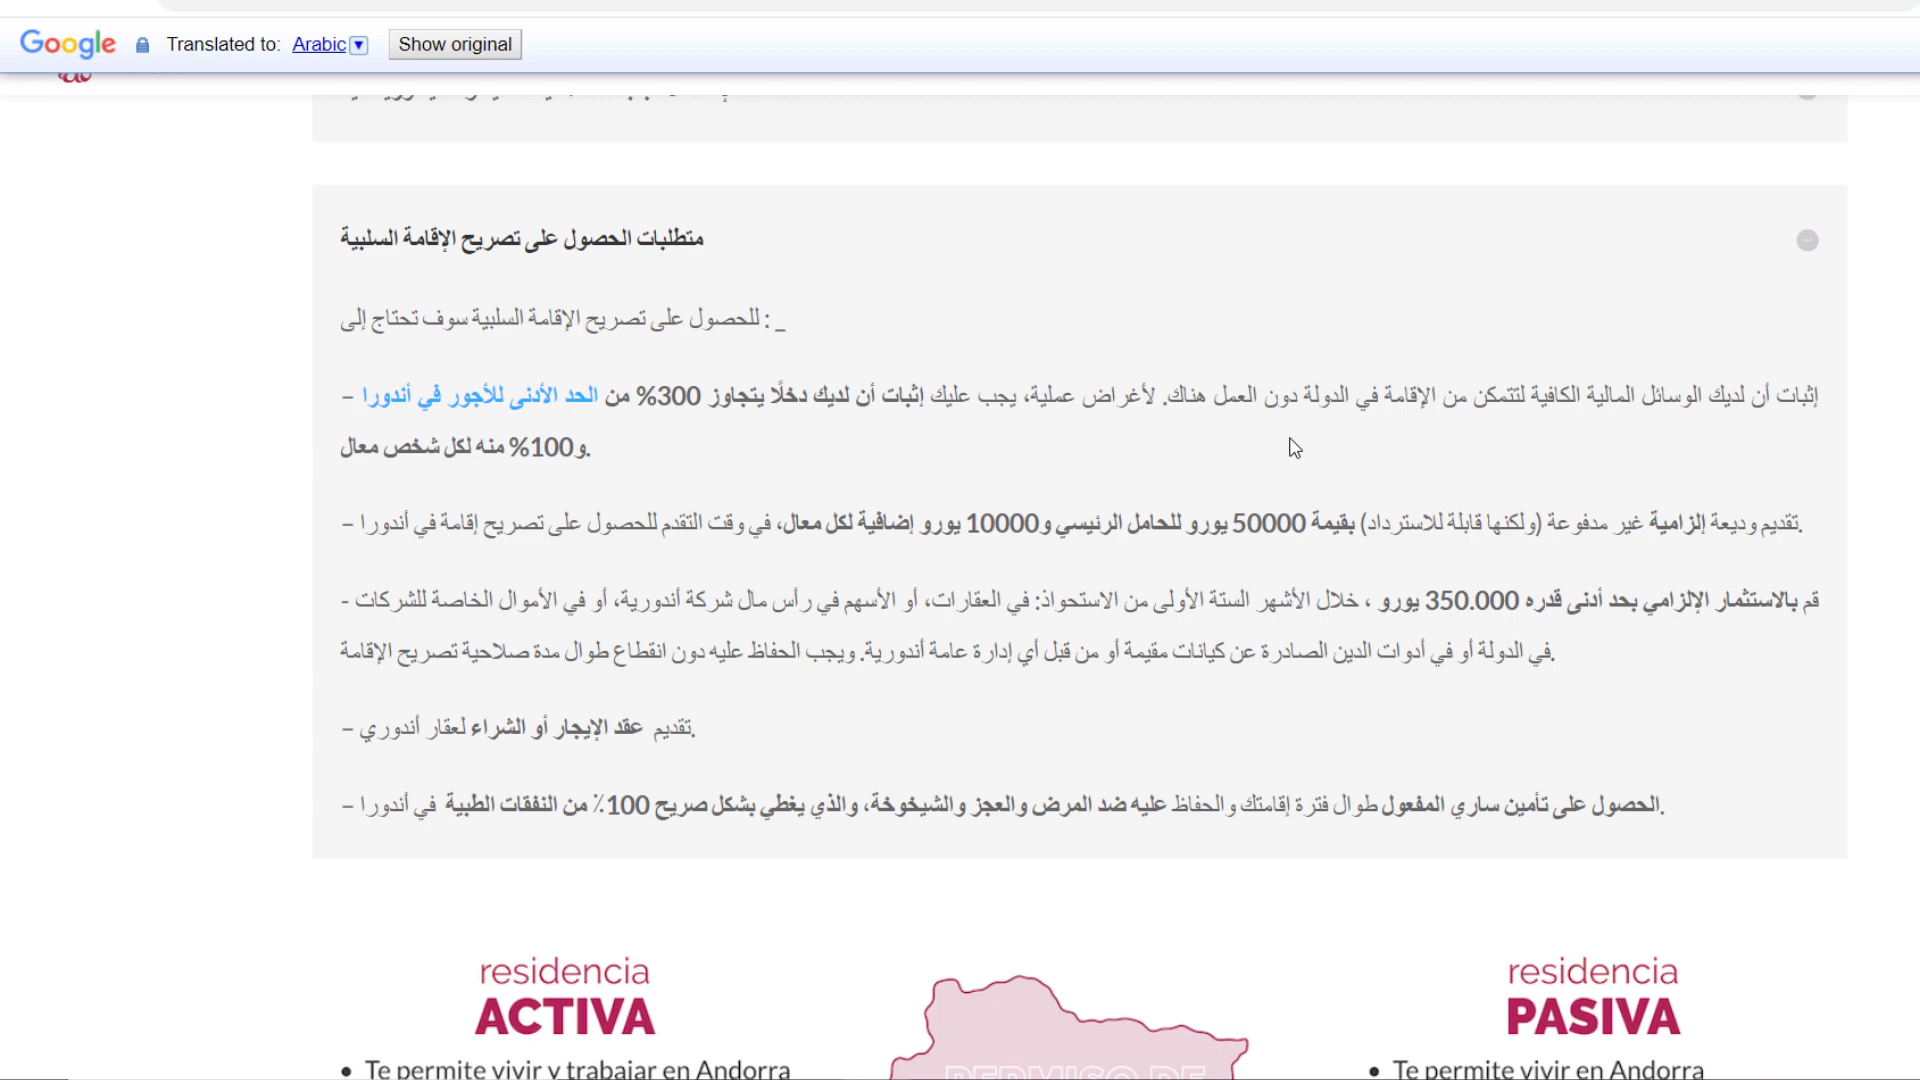 Google Translated to: Arabic Show original
متطلبات الحصول على تصريح الإقامة السلبية
للحصول على تصريح الإقامة السلبية سوف تحتاج إلى : _
– إثبات أن لديك الوسائل المالية الكافية لتتمكن من الإقامة في الدولة دون العمل هناك. لأغراض عملية، يجب عليك إثبات أن لديك دخلًا يتجاوز 300% من الحد الأدنى للأجور في أندورا
و100% منه لكل شخص معال.
– تقديم وديعة إلزامية غير مدفوعة (ولكنها قابلة للاسترداد) بقيمة 50000 يورو للحامل الرئيسي و10000 يورو إضافية لكل معال، في وقت التقدم للحصول على تصريح إقامة في أندورا.
- قم بالاستثمار الإلزامي بحد أدنى قدره 350.000 يورو ، خلال الأشهر الستة الأولى من الاستحواذ: في العقارات، أو الأسهم في رأس مال شركة أندورية، أو في الأموال الخاصة للشركات
في الدولة أو في أدوات الدين الصادرة عن كيانات مقيمة أو من قبل أي إدارة عامة أندورية. ويجب الحفاظ عليه دون انقطاع طوال مدة صلاحية تصريح الإقامة.
– تقديم عقد الإيجار أو الشراء لعقار أندوري.
– الحصول على تأمين ساري المفعول طوال فترة إقامتك والحفاظ عليه ضد المرض والعجز والشيخوخة، والذي يغطي بشكل صريح 100٪ من النفقات الطبية في أندورا.
residencia
ACTIVA
• Te permite vivir y trabajar en Andorra
PERMISO DE
residencia
PASIVA
• Te permite vivir en Andorra